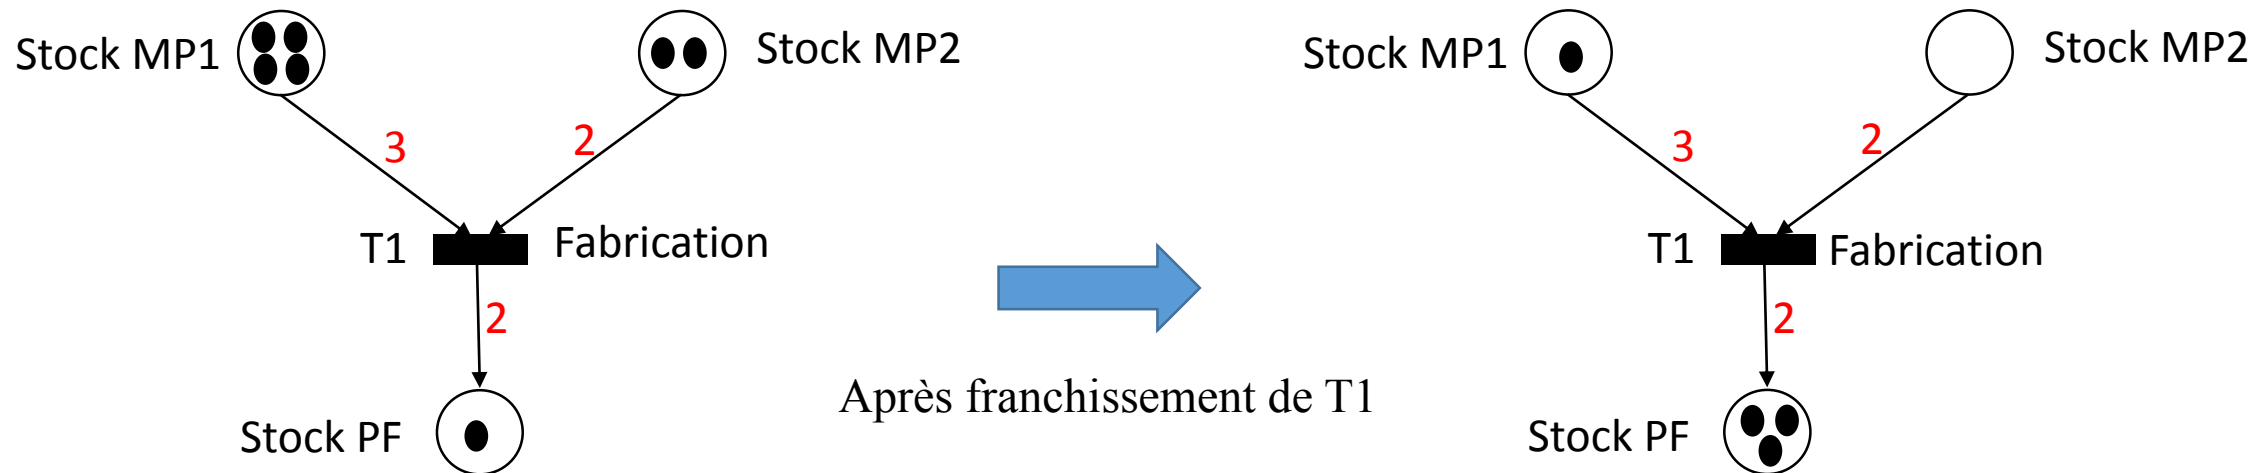 Stock MP1
Stock MP2
3
2
T1
Fabrication
2
Stock PF
Après franchissement de T1
Stock MP1
Stock MP2
3
2
T1
Fabrication
2
Stock PF